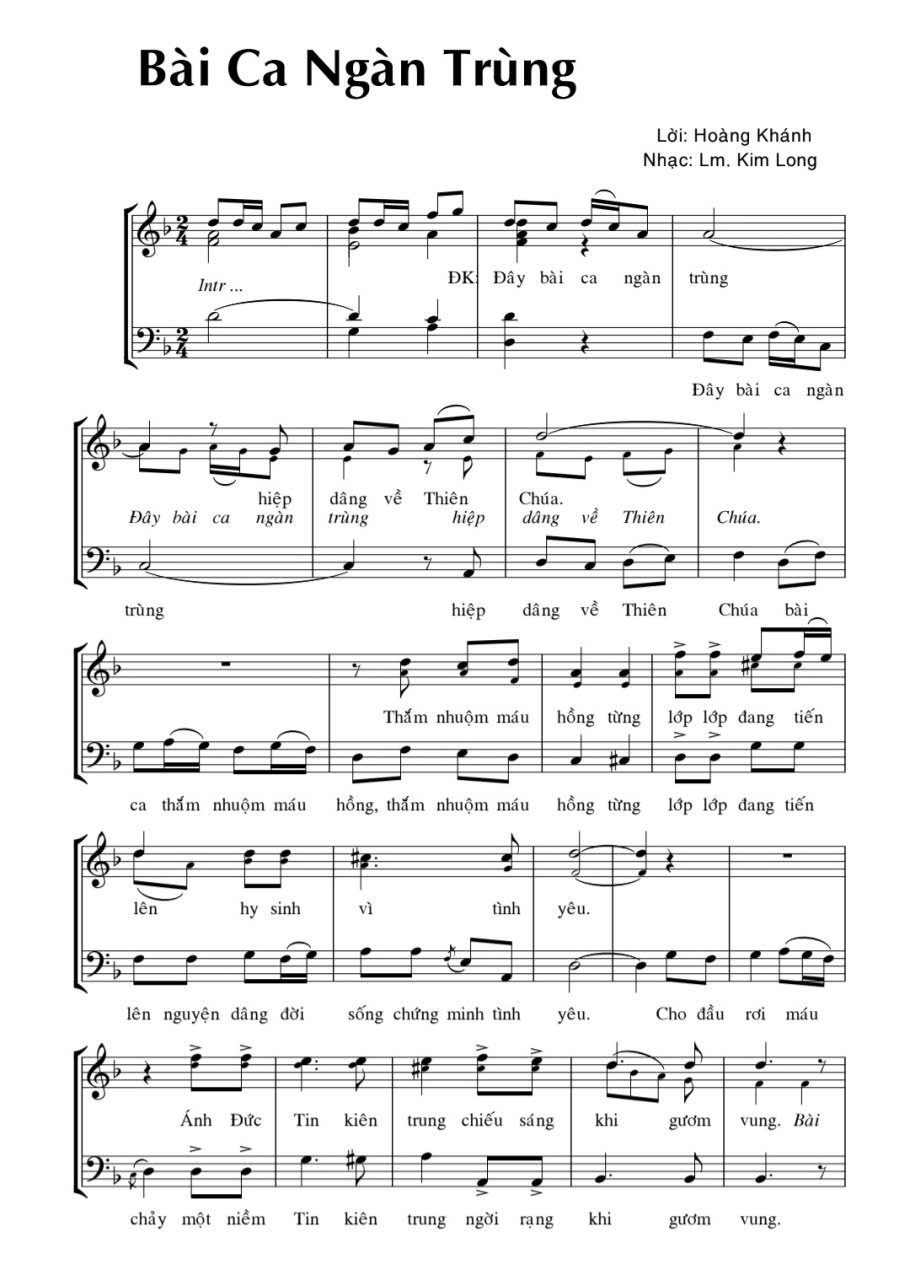 Bài Ca Ngàn Trùng
Lời: Hoàng Khánh
Nhạc: Lm. Kim Long
2
4
Intr ...
ĐK: Đây bài ca ngàn trùng
2
4
Đây bài ca ngàn
hiệp dâng về Thiên Chúa.
Đây bài ca ngàn trùng hiệp dâng về Thiên Chúa.
trùng hiệp dâng về Thiên Chúa bài
Thắm nhuộm máu hồng từng lớp lớp đang tiến
ca thắm nhuộm máu hồng, thắm nhuộm máu hồng từng lớp lớp đang tiến
lên hy sinh vì tình yêu.
lên nguyện dâng đời sống chứng minh tình yêu. Cho đầu rơi máu
Ánh Đức Tin kiên trung chiếu sáng khi gươm vung. Bài
chảy một niềm Tin kiên trung ngời rạng khi gươm vung.